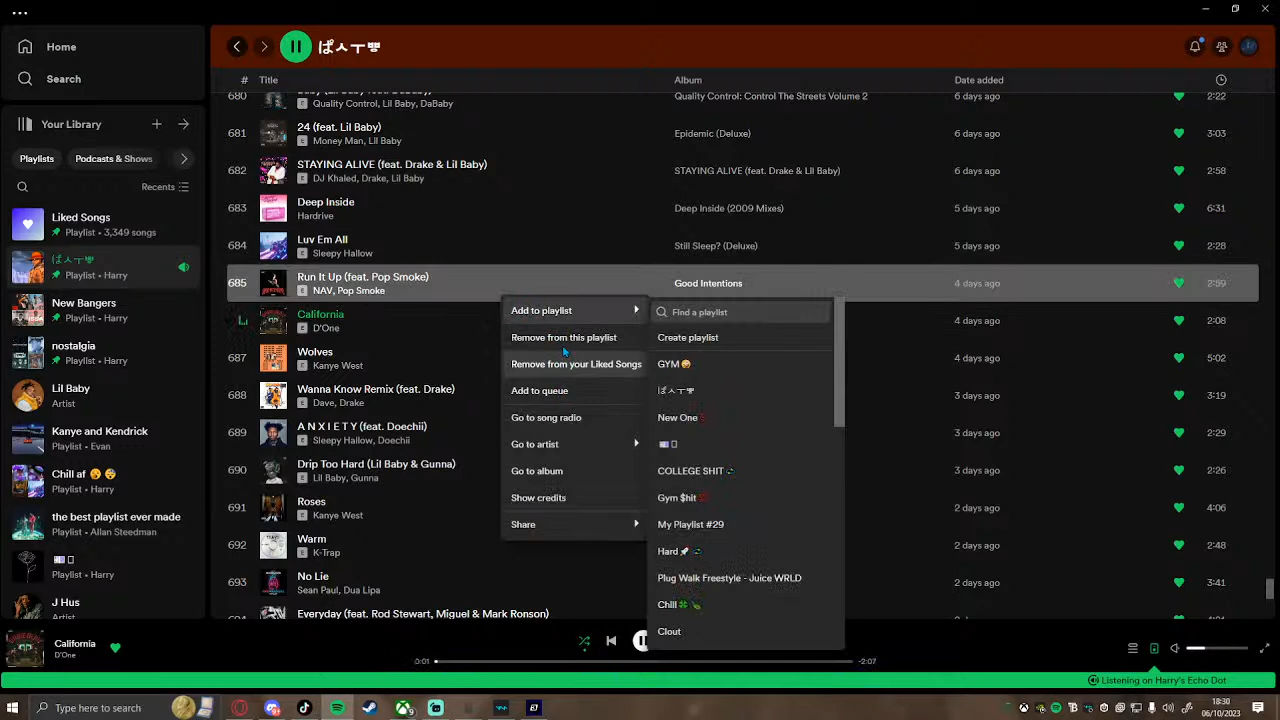 Home
Search
Your Library
Playlists
Podcasts & Shows
Recents
Liked Songs
Playlist • 3,349 songs
ぱㅅㅜ뿅
Playlist • Harry
New Bangers
Playlist • Harry
nostalgia
Playlist • Harry
Lil Baby
Artist
Kanye and Kendrick
Playlist • Evan
Chill af 😮‍💨 😴
Playlist • Harry
the best playlist ever made
Playlist • Allan Steedman
Playlist • Harry
J Hus
Artist
#
Title
Album
Date added
680
Quality Control, Lil Baby, DaBaby
Quality Control: Control The Streets Volume 2
6 days ago
2:22
681
24 (feat. Lil Baby)
E
Money Man, Lil Baby
Epidemic (Deluxe)
6 days ago
3:03
682
STAYING ALIVE (feat. Drake & Lil Baby)
E
DJ Khaled, Drake, Lil Baby
STAYING ALIVE (feat. Drake & Lil Baby)
6 days ago
2:58
683
Deep Inside
Hardrive
Deep Inside (2009 Mixes)
5 days ago
6:31
684
Luv Em All
E
Sleepy Hallow
Still Sleep? (Deluxe)
5 days ago
2:28
685
Run It Up (feat. Pop Smoke)
E
NAV, Pop Smoke
Good Intentions
4 days ago
2:59
California
E
D'One
4 days ago
2:08
687
Wolves
E
Kanye West
4 days ago
5:02
688
Wanna Know Remix (feat. Drake)
E
Dave, Drake
3 days ago
3:19
689
A N X I E T Y (feat. Doechii)
E
Sleepy Hallow, Doechii
3 days ago
2:29
690
Drip Too Hard (Lil Baby & Gunna)
E
Lil Baby, Gunna
3 days ago
2:26
691
Roses
E
Kanye West
2 days ago
4:06
692
Warm
E
K-Trap
2 days ago
2:48
693
No Lie
E
Sean Paul, Dua Lipa
2 days ago
3:41
Everyday (feat. Rod Stewart, Miguel & Mark Ronson)
Add to playlist
Remove from this playlist
Remove from your Liked Songs
Add to queue
Go to song radio
Go to artist
Go to album
Show credits
Share
Find a playlist
Create playlist
GYM
ぱㅅㅜ뿅
New One
COLLEGE SHIT
Gym $hit
My Playlist #29
Hard
Plug Walk Freestyle - Juice WRLD
Chill
Clout
California
D'One
0:01
-2:07
Listening on Harry's Echo Dot
Type here to search
18:30
06/10/2023